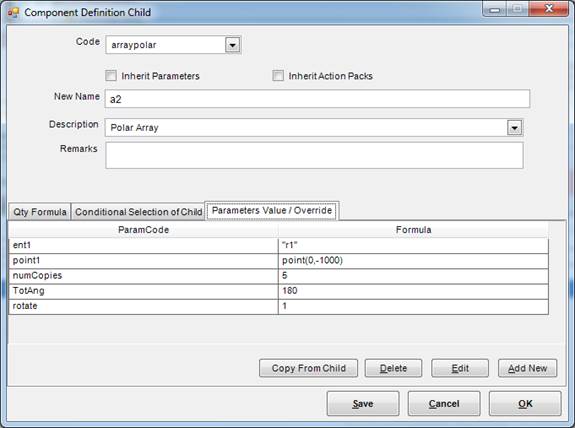 Component Definition Child
Code arraypolar
Inherit Parameters Inherit Action Packs
New Name a2
Description Polar Array
Remarks
Qty Formula Conditional Selection of Child Parameters Value / Override
ParamCode Formula
ent1 "r1"
point1 point(0,-1000)
numCopies 5
TotAng 180
rotate 1
Copy From Child Delete Edit Add New
Save Cancel OK